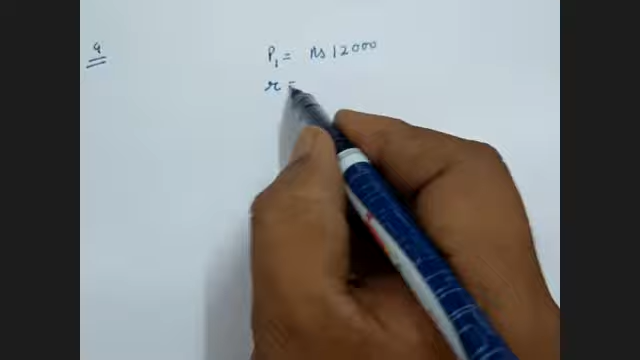 4
P₁ = Rs 12000
r =